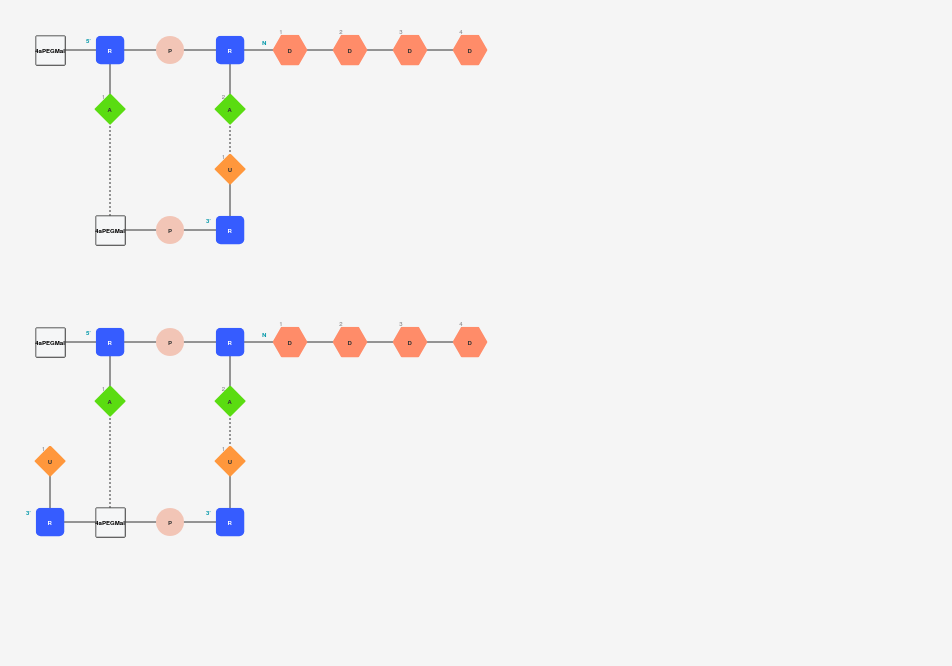 1 2 3 4
5' N
4aPEGMal R P R D D D D
1 2
A A
1
U
3'
4aPEGMal P R
1 2 3 4
5' N
4aPEGMal R P R D D D D
1 2
A A
1 1
U U
3' 3'
R 4aPEGMal P R